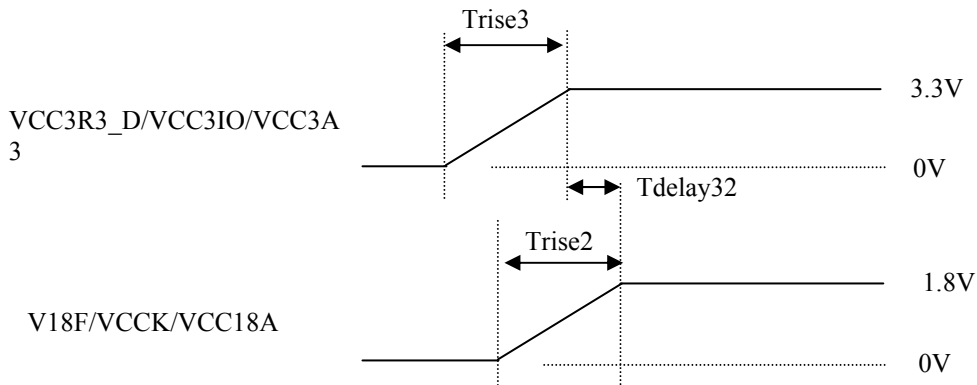 Trise3
3.3V
VCC3R3_D/VCC3IO/VCC3A
3
0V
Tdelay32
Trise2
1.8V
V18F/VCCK/VCC18A
0V